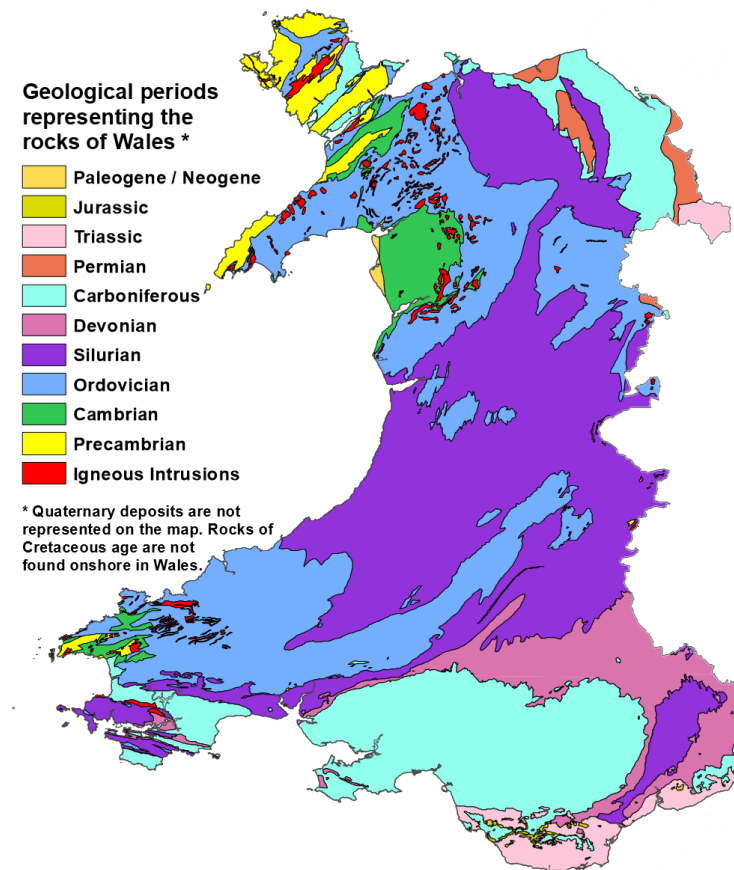 Geological periods
representing the
rocks of Wales *
Paleogene / Neogene
Jurassic
Triassic
Permian
Carboniferous
Devonian
Silurian
Ordovician
Cambrian
Precambrian
Igneous Intrusions
* Quaternary deposits are not
represented on the map. Rocks of
Cretaceous age are not
found onshore in Wales.